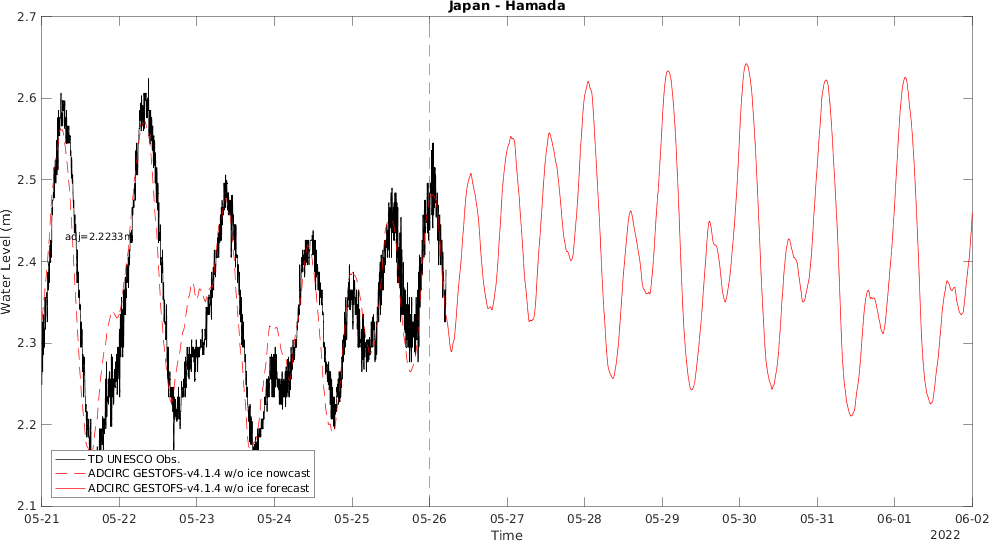 Japan - Hamada
2.7
2.6
2.5
2.4
2.3
2.2
2.1
Water Level (m)
adj=2.2233m
TD UNESCO Obs.
ADCIRC GESTOFS-v4.1.4 w/o ice nowcast
ADCIRC GESTOFS-v4.1.4 w/o ice forecast
05-21 05-22 05-23 05-24 05-25 05-26 05-27 05-28 05-29 05-30 05-31 06-01 06-02
Time
2022